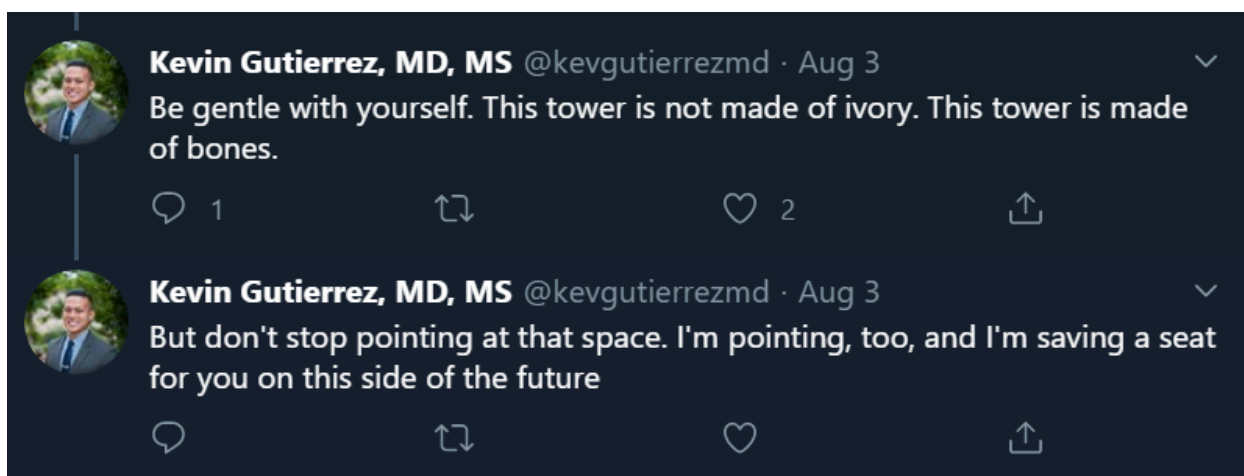 Kevin Gutierrez, MD, MS @kevgutierrezmd · Aug 3
Be gentle with yourself. This tower is not made of ivory. This tower is made
of bones.
1 2
Kevin Gutierrez, MD, MS @kevgutierrezmd · Aug 3
But don't stop pointing at that space. I'm pointing, too, and I'm saving a seat
for you on this side of the future